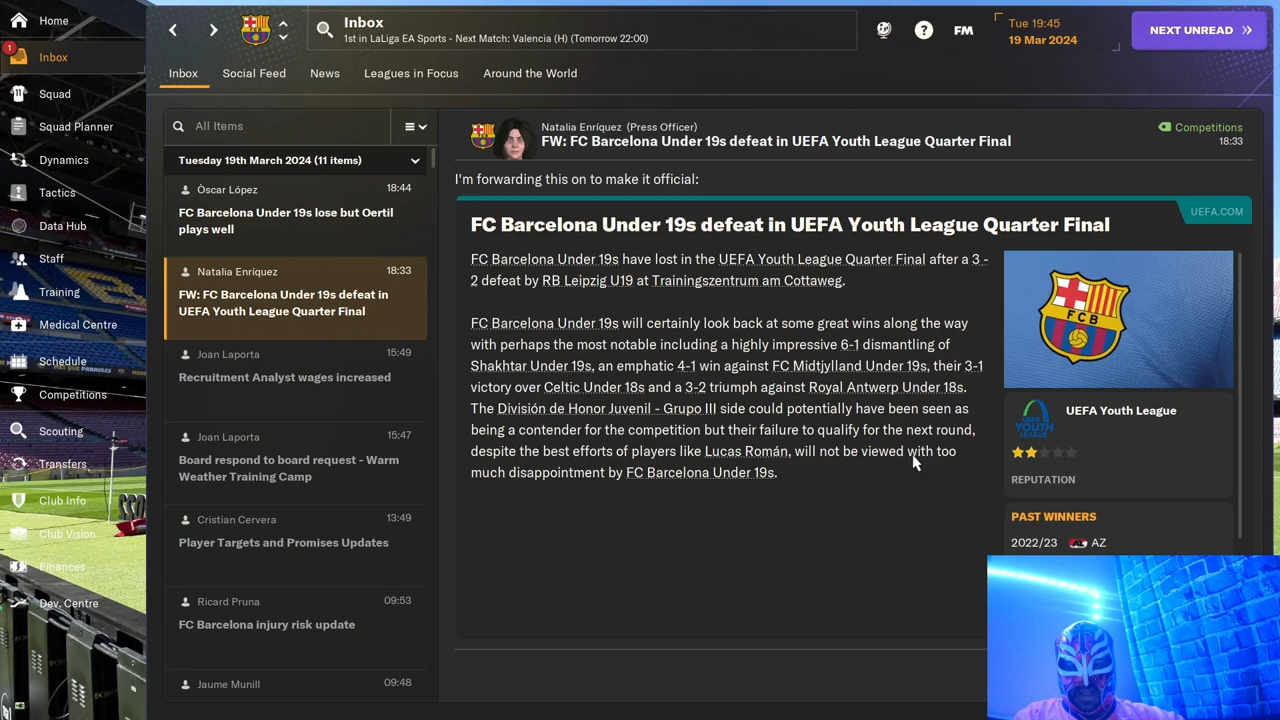 Home
1
Inbox
Squad
Squad Planner
Dynamics
Tactics
Data Hub
Staff
Training
Medical Centre
Schedule
Competitions
Scouting
Transfers
Club Info
Club Vision
Finances
Dev. Centre
Inbox
1st in LaLiga EA Sports - Next Match: Valencia (H) (Tomorrow 22:00)
?
FM
Tue 19:45
19 Mar 2024
NEXT UNREAD
Inbox
Social Feed
News
Leagues in Focus
Around the World
All Items
Tuesday 19th March 2024 (11 items)
Òscar López
18:44
FC Barcelona Under 19s lose but Oertil
plays well
Natalia Enríquez
18:33
FW: FC Barcelona Under 19s defeat in
UEFA Youth League Quarter Final
Joan Laporta
15:49
Recruitment Analyst wages increased
Joan Laporta
15:47
Board respond to board request - Warm
Weather Training Camp
Cristian Cervera
13:49
Player Targets and Promises Updates
Ricard Pruna
09:53
FC Barcelona injury risk update
Jaume Munill
09:48
Natalia Enríquez (Press Officer)
FW: FC Barcelona Under 19s defeat in UEFA Youth League Quarter Final
Competitions
18:33
I'm forwarding this on to make it official:
UEFA.COM
FC Barcelona Under 19s defeat in UEFA Youth League Quarter Final
FC Barcelona Under 19s have lost in the UEFA Youth League Quarter Final after a 3 -
2 defeat by RB Leipzig U19 at Trainingszentrum am Cottaweg.
FC Barcelona Under 19s will certainly look back at some great wins along the way
with perhaps the most notable including a highly impressive 6-1 dismantling of
Shakhtar Under 19s, an emphatic 4-1 win against FC Midtjylland Under 19s, their 3-1
victory over Celtic Under 18s and a 3-2 triumph against Royal Antwerp Under 18s.
The División de Honor Juvenil - Grupo III side could potentially have been seen as
being a contender for the competition but their failure to qualify for the next round,
despite the best efforts of players like Lucas Román, will not be viewed with too
much disappointment by FC Barcelona Under 19s.
FCB
UEFA
YOUTH
LEAGUE
UEFA Youth League
REPUTATION
PAST WINNERS
2022/23
AZ